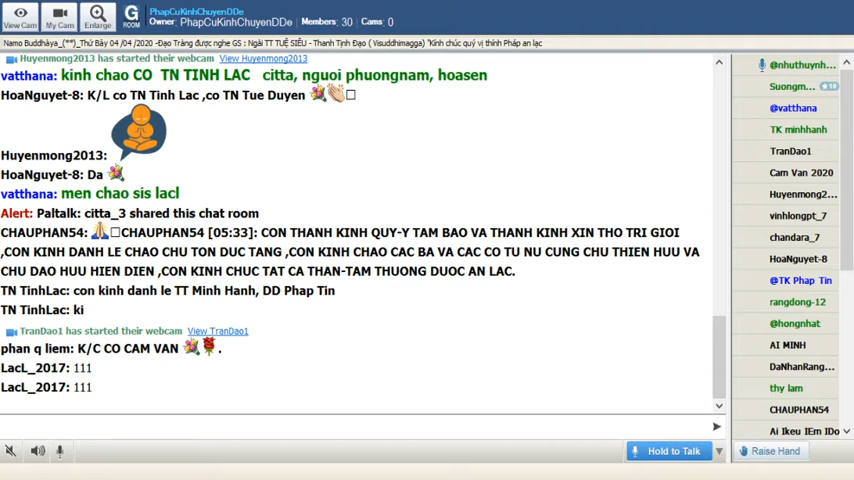 View Cam
My Cam
Enlarge
G ROOM
PhapCuKinhChuyenDDe
Owner: PhapCuKinhChuyenDDe Members: 30 Cams: 0
Namo Buddhàya_(**)_Thứ Bảy 04 /04 /2020 -Đạo Tràng được nghe GS : Ngài TT TUỆ SIÊU - Thanh Tịnh Đạo ( Visuddhimagga) "Kính chúc quý vị thính Pháp an lạc
Huyenmong2013 has started their webcam View Huyenmong2013
vatthana: kinh chao CO TN TINH LAC citta, nguoi phuongnam, hoasen
HoaNguyet-8: K/L co TN Tinh Lac ,co TN Tue Duyen
Huyenmong2013:
HoaNguyet-8: Da
vatthana: men chao sis lacl
Alert: Paltalk: citta_3 shared this chat room
CHAUPHAN54: CHAUPHAN54 [05:33]: CON THANH KINH QUY-Y TAM BAO VA THANH KINH XIN THO TRI GIOI
,CON KINH DANH LE CHAO CHU TON DUC TANG ,CON KINH CHAO CAC BA VA CAC CO TU NU CUNG CHU THIEN HUU VA
CHU DAO HUU HIEN DIEN ,CON KINH CHUC TAT CA THAN-TAM THUONG DUOC AN LAC.
TN TinhLac: con kinh danh le TT Minh Hanh, DD Phap Tin
TN TinhLac: ki
TranDao1 has started their webcam View TranDao1
phan q liem: K/C CO CAM VAN .
LacL_2017: 111
LacL_2017: 111
Hold to Talk
@nhuthuynh...
Suongm... 18
@vatthana
TK minhhanh
TranDao1
Cam Van 2020
Huyenmong2...
vinhlongpt_7
chandara_7
HoaNguyet-8
@TK Phap Tin
rangdong-12
@hongnhat
AI MINH
DaNhanRang...
thy lam
CHAUPHAN54
Ai Ikeu IEm IDo
Raise Hand